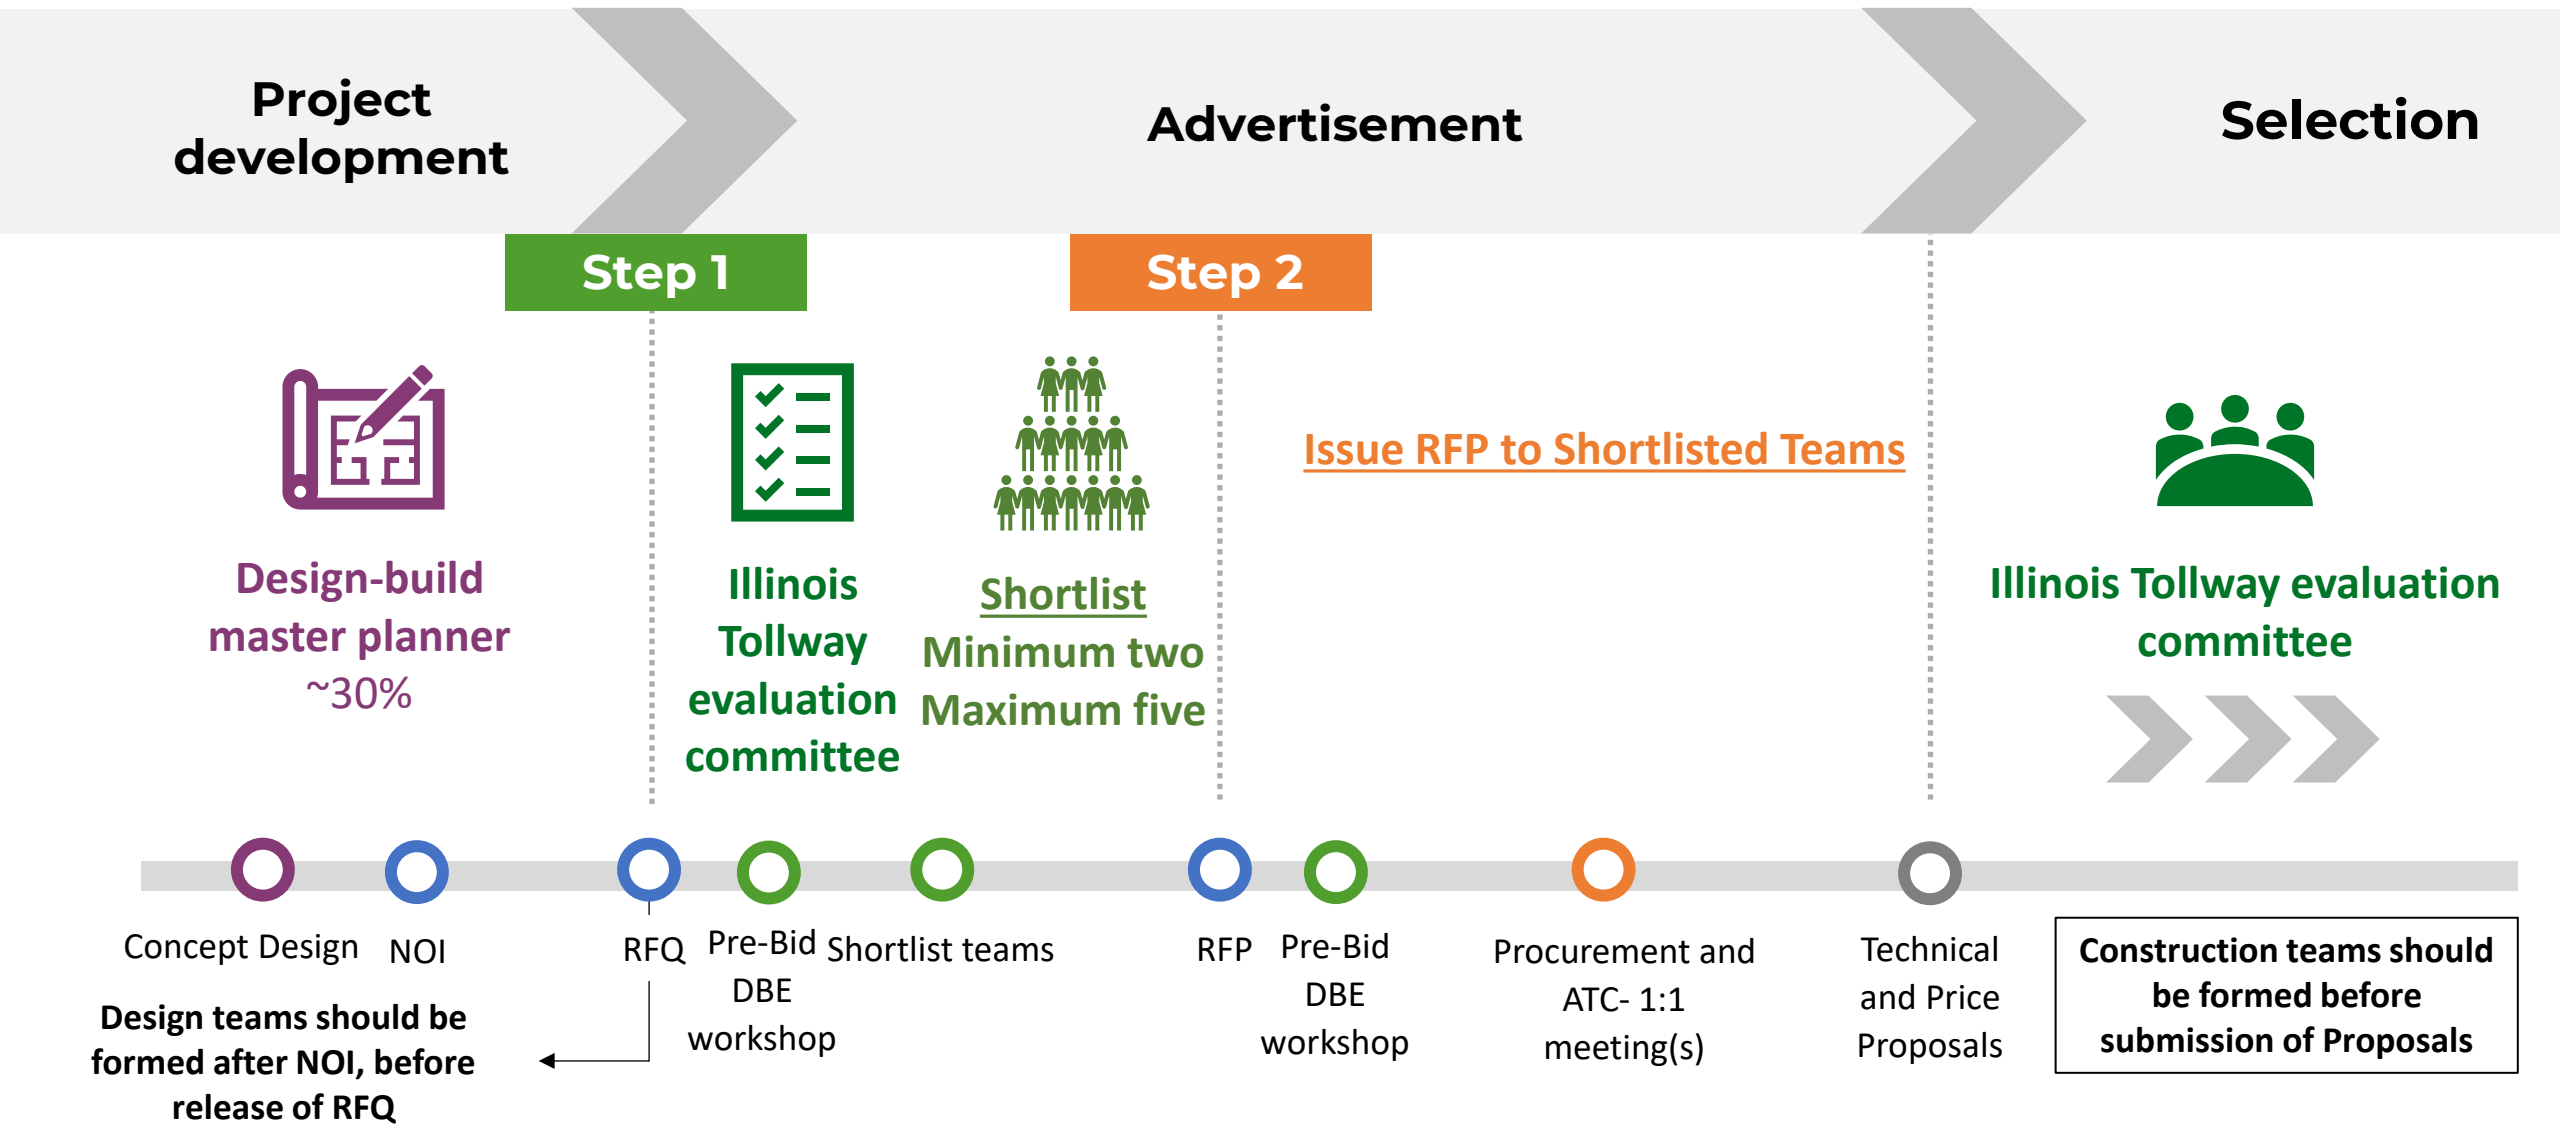 Project
development
Advertisement
Selection
Step 1
Step 2
Design-build
master planner
~30%
Illinois
Tollway
evaluation
committee
Shortlist
Minimum two
Maximum five
Issue RFP to Shortlisted Teams
Illinois Tollway evaluation
committee
Concept Design
NOI
RFQ
Pre-Bid
DBE
workshop
Shortlist teams
RFP
Pre-Bid
DBE
workshop
Procurement and
ATC- 1:1
meeting(s)
Technical
and Price
Proposals
Design teams should be
formed after NOI, before
release of RFQ
Construction teams should
be formed before
submission of Proposals